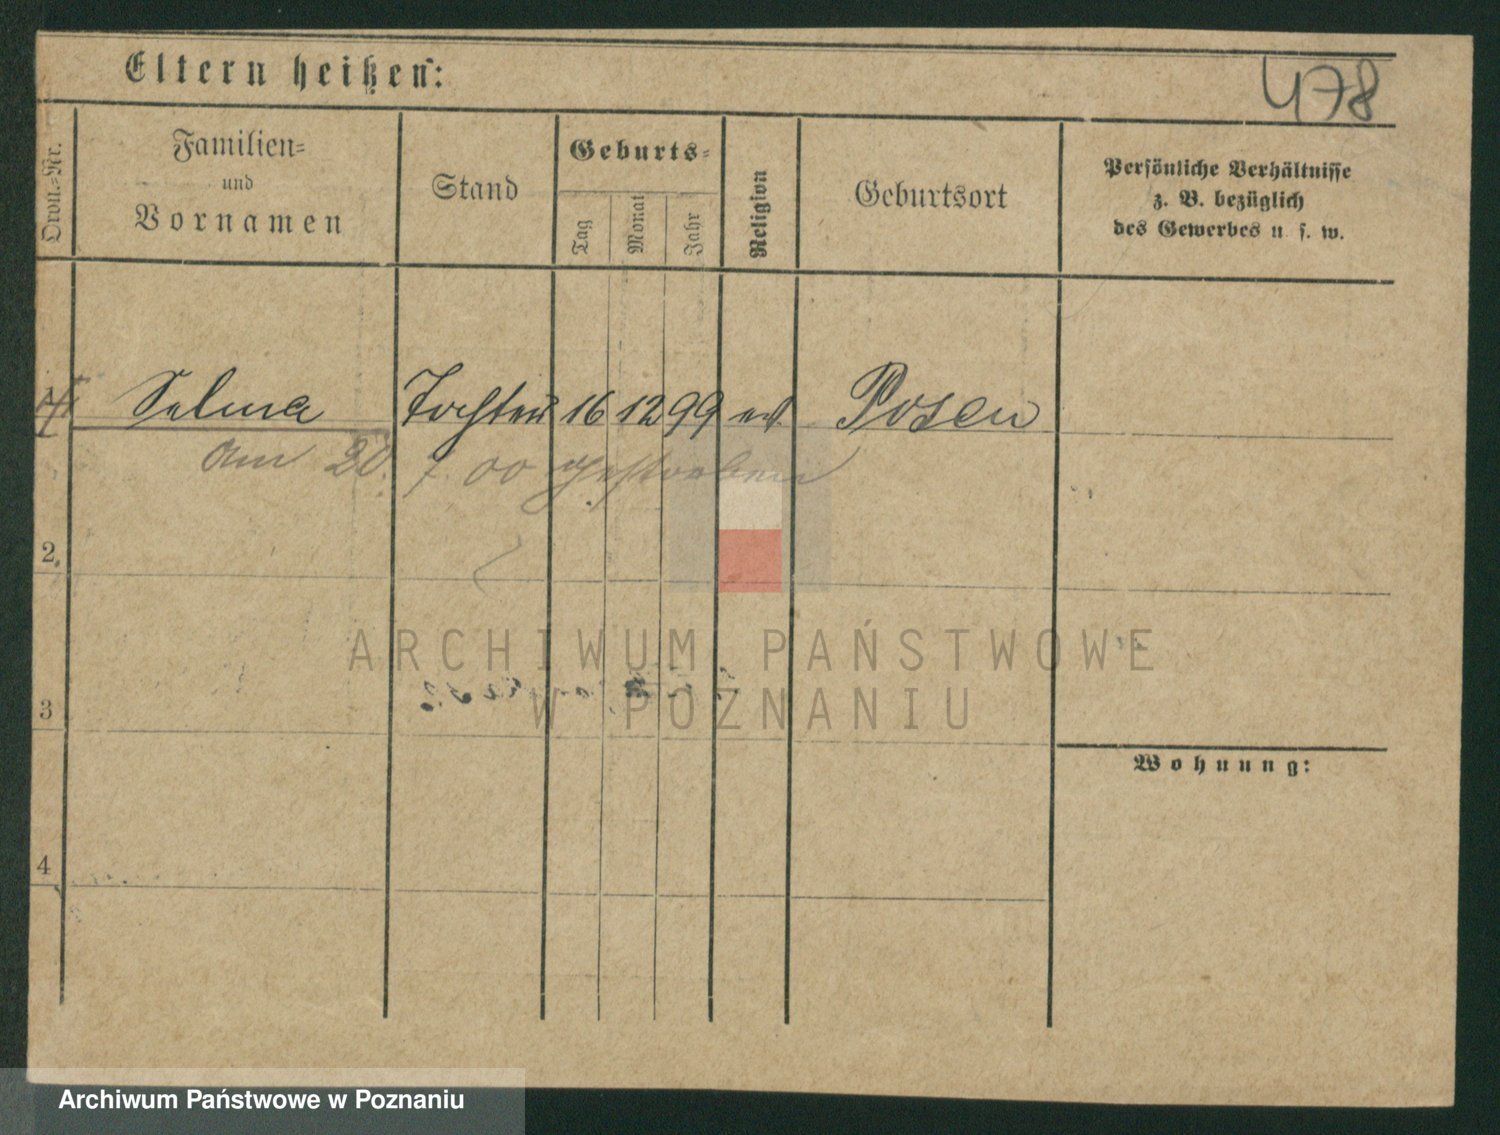 Eltern heißen:
478
Ordn.-Nr.
Familien-
und
Vornamen
Stand
Geburts-
Tag
Monat
Jahr
Religion
Geburtsort
Persönliche Verhältnisse
z. B. bezüglich
des Gewerbes u. s. w.
1 Selma Tochter 16 12 99 ev Posen
am 20. 7. 00 gestorben
2.
ARCHIWUM PAŃSTWOWE
W POZNANIU
3
Wohnung:
4
Archiwum Państwowe w Poznaniu